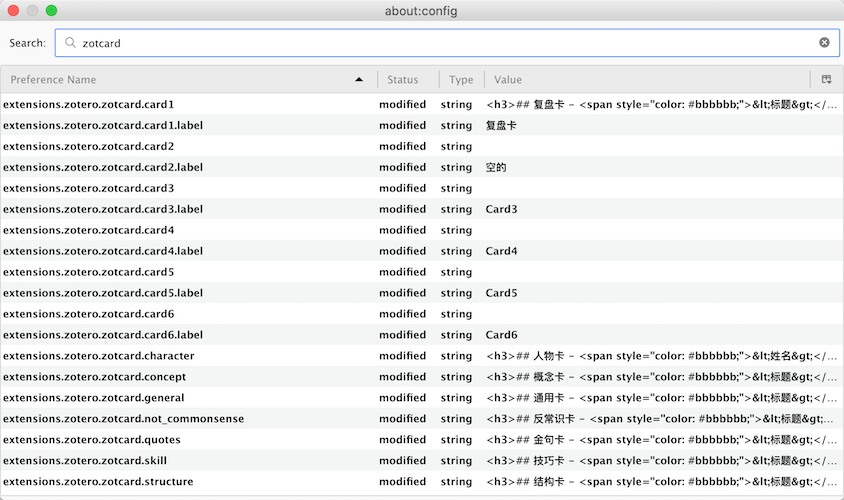 about:config
Search: zotcard
Preference Name Status Type Value
extensions.zotero.zotcard.card1 modified string <h3>## 复盘卡 - <span style="color: #bbbbbb;">&lt;标题&gt;</...
extensions.zotero.zotcard.card1.label modified string 复盘卡
extensions.zotero.zotcard.card2 modified string
extensions.zotero.zotcard.card2.label modified string 空的
extensions.zotero.zotcard.card3 modified string
extensions.zotero.zotcard.card3.label modified string Card3
extensions.zotero.zotcard.card4 modified string
extensions.zotero.zotcard.card4.label modified string Card4
extensions.zotero.zotcard.card5 modified string
extensions.zotero.zotcard.card5.label modified string Card5
extensions.zotero.zotcard.card6 modified string
extensions.zotero.zotcard.card6.label modified string Card6
extensions.zotero.zotcard.character modified string <h3>## 人物卡 - <span style="color: #bbbbbb;">&lt;姓名&gt;</...
extensions.zotero.zotcard.concept modified string <h3>## 概念卡 - <span style="color: #bbbbbb;">&lt;标题&gt;</...
extensions.zotero.zotcard.general modified string <h3>## 通用卡 - <span style="color: #bbbbbb;">&lt;标题&gt;</...
extensions.zotero.zotcard.not_commonsense modified string <h3>## 反常识卡 - <span style="color: #bbbbbb;">&lt;标题&gt;...
extensions.zotero.zotcard.quotes modified string <h3>## 金句卡 - <span style="color: #bbbbbb;">&lt;标题&gt;</...
extensions.zotero.zotcard.skill modified string <h3>## 技巧卡 - <span style="color: #bbbbbb;">&lt;标题&gt;</...
extensions.zotero.zotcard.structure modified string <h3>## 结构卡 - <span style="color: #bbbbbb;">&lt;标题&gt;</...